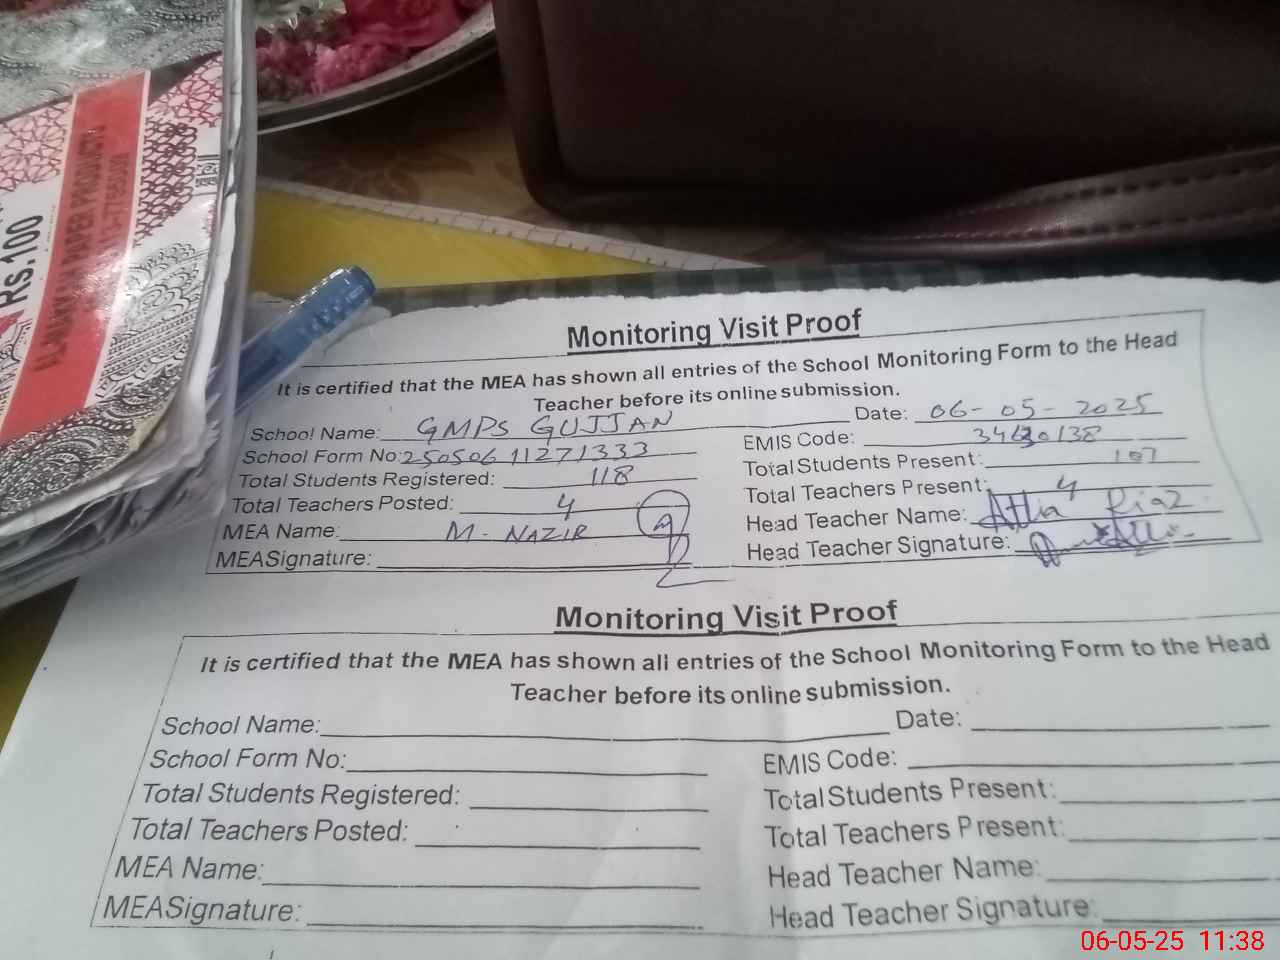 Rs.100
Monitoring Visit Proof
It is certified that the MEA has shown all entries of the School Monitoring Form to the Head
Teacher before its online submission.
School Name: GMPS GUJJAN Date: 06-05-2025
School Form No: 25050611271333 EMIS Code:
Total Students Registered: 118 Total Students Present: 107
Total Teachers Posted: 4 Total Teachers Present: 4
MEA Name: M. NAZIR Head Teacher Name: Attia Riaz
MEASignature: Head Teacher Signature:
Monitoring Visit Proof
It is certified that the MEA has shown all entries of the School Monitoring Form to the Head
Teacher before its online submission.
School Name: Date:
School Form No: EMIS Code:
Total Students Registered: Total Students Present:
Total Teachers Posted: Total Teachers Present:
MEA Name: Head Teacher Name:
MEASignature: Head Teacher Signature:
06-05-25 11:38